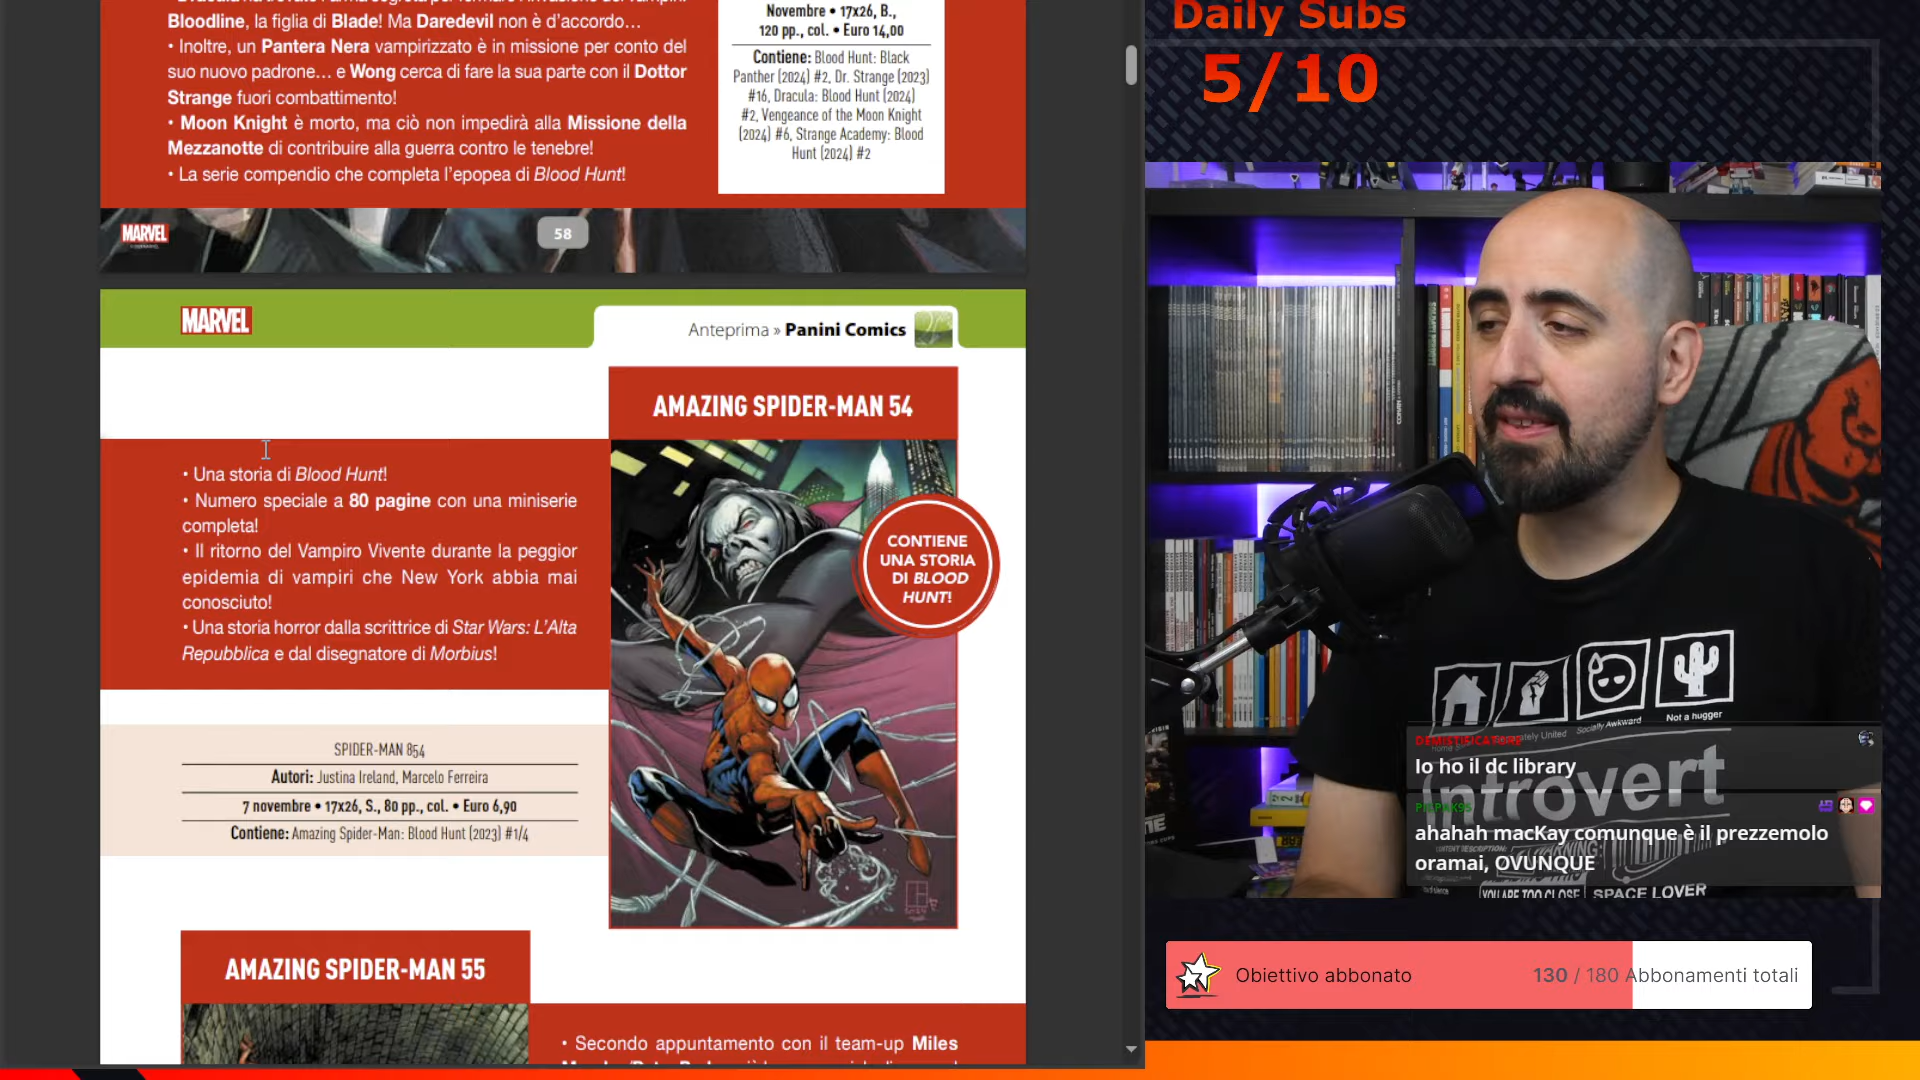 Bloodline, la figlia di Blade! Ma Daredevil non è d’accordo…
• Inoltre, un Pantera Nera vampirizzato è in missione per conto del
suo nuovo padrone… e Wong cerca di fare la sua parte con il Dottor
Strange fuori combattimento!
• Moon Knight è morto, ma ciò non impedirà alla Missione della
Mezzanotte di contribuire alla guerra contro le tenebre!
• La serie compendio che completa l’epopea di Blood Hunt!
Novembre • 17x26, B.,
120 pp., col. • Euro 14,00
Contiene: Blood Hunt: Black
Panther (2024) #2, Dr. Strange (2023)
#16, Dracula: Blood Hunt (2024)
#2, Vengeance of the Moon Knight
(2024) #6, Strange Academy: Blood
Hunt (2024) #2
MARVEL
58
MARVEL
Anteprima » Panini Comics
AMAZING SPIDER-MAN 54
• Una storia di Blood Hunt!
• Numero speciale a 80 pagine con una miniserie
completa!
• Il ritorno del Vampiro Vivente durante la peggior
epidemia di vampiri che New York abbia mai
conosciuto!
• Una storia horror dalla scrittrice di Star Wars: L’Alta
Repubblica e dal disegnatore di Morbius!
CONTIENE
UNA STORIA
DI BLOOD
HUNT!
SPIDER-MAN 854
Autori: Justina Ireland, Marcelo Ferreira
7 novembre • 17x26, S., 80 pp., col. • Euro 6,90
Contiene: Amazing Spider-Man: Blood Hunt (2023) #1/4
AMAZING SPIDER-MAN 55
• Secondo appuntamento con il team-up Miles
Daily Subs
5/10
Socially Awkward
Not a hugger
Introvert
Io ho il dc library
ahahah macKay comunque è il prezzemolo
oramai, OVUNQUE
YOU ARE TOO CLOSE
SPACE LOVER
Obiettivo abbonato
130 / 180 Abbonamenti totali